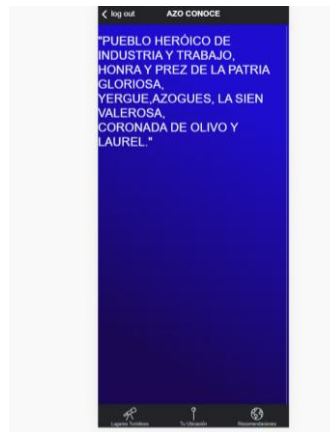 log out AZO CONOCE
"PUEBLO HERÓICO DE
INDUSTRIA Y TRABAJO,
HONRA Y PREZ DE LA PATRIA
GLORIOSA,
YERGUE,AZOGUES, LA SIEN
VALEROSA,
CORONADA DE OLIVO Y
LAUREL."
Lugares Turísticos Tu Ubicación Recomendaciones